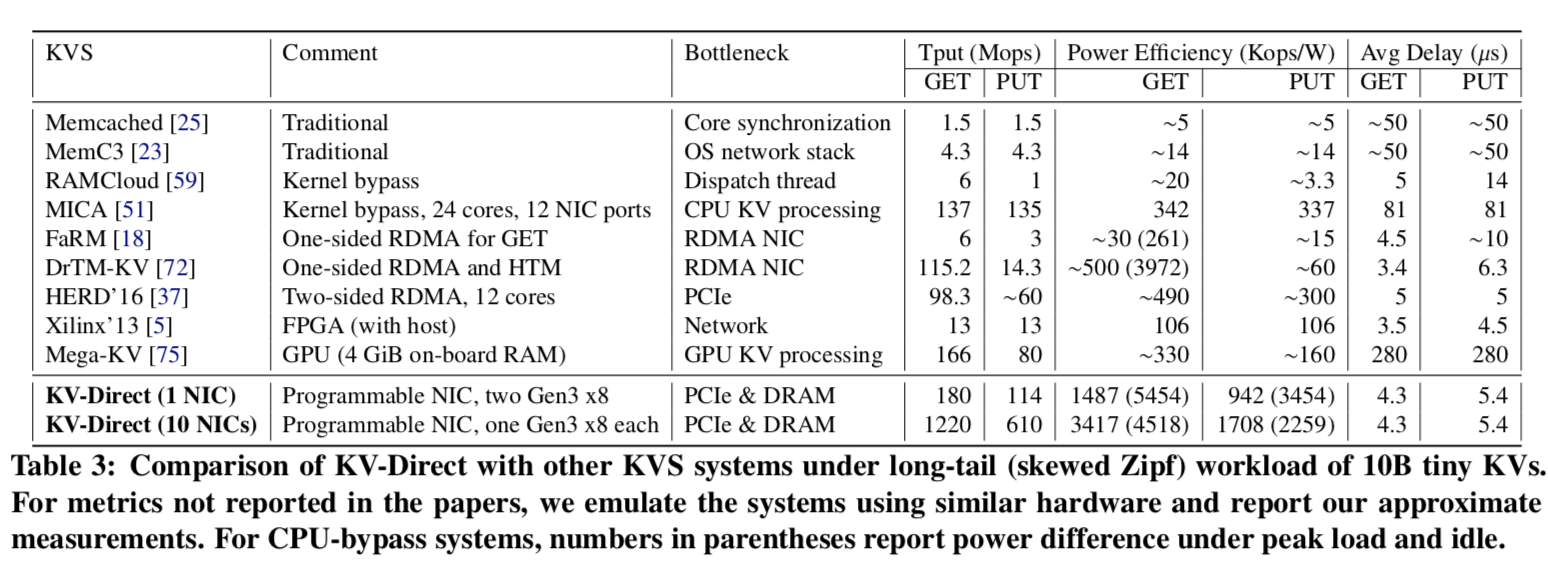 KVS Comment Bottleneck Tput (Mops) Power Efficiency (Kops/W) Avg Delay (μs)
GET PUT GET PUT GET PUT
Memcached [25] Traditional Core synchronization 1.5 1.5 ~5 ~5 ~50 ~50
MemC3 [23] Traditional OS network stack 4.3 4.3 ~14 ~14 ~50 ~50
RAMCloud [59] Kernel bypass Dispatch thread 6 1 ~20 ~3.3 5 14
MICA [51] Kernel bypass, 24 cores, 12 NIC ports CPU KV processing 137 135 342 337 81 81
FaRM [18] One-sided RDMA for GET RDMA NIC 6 3 ~30 (261) ~15 4.5 ~10
DrTM-KV [72] One-sided RDMA and HTM RDMA NIC 115.2 14.3 ~500 (3972) ~60 3.4 6.3
HERD'16 [37] Two-sided RDMA, 12 cores PCIe 98.3 ~60 ~490 ~300 5 5
Xilinx'13 [5] FPGA (with host) Network 13 13 106 106 3.5 4.5
Mega-KV [75] GPU (4 GiB on-board RAM) GPU KV processing 166 80 ~330 ~160 280 280
KV-Direct (1 NIC) Programmable NIC, two Gen3 x8 PCIe & DRAM 180 114 1487 (5454) 942 (3454) 4.3 5.4
KV-Direct (10 NICs) Programmable NIC, one Gen3 x8 each PCIe & DRAM 1220 610 3417 (4518) 1708 (2259) 4.3 5.4
Table 3: Comparison of KV-Direct with other KVS systems under long-tail (skewed Zipf) workload of 10B tiny KVs.
For metrics not reported in the papers, we emulate the systems using similar hardware and report our approximate
measurements. For CPU-bypass systems, numbers in parentheses report power difference under peak load and idle.